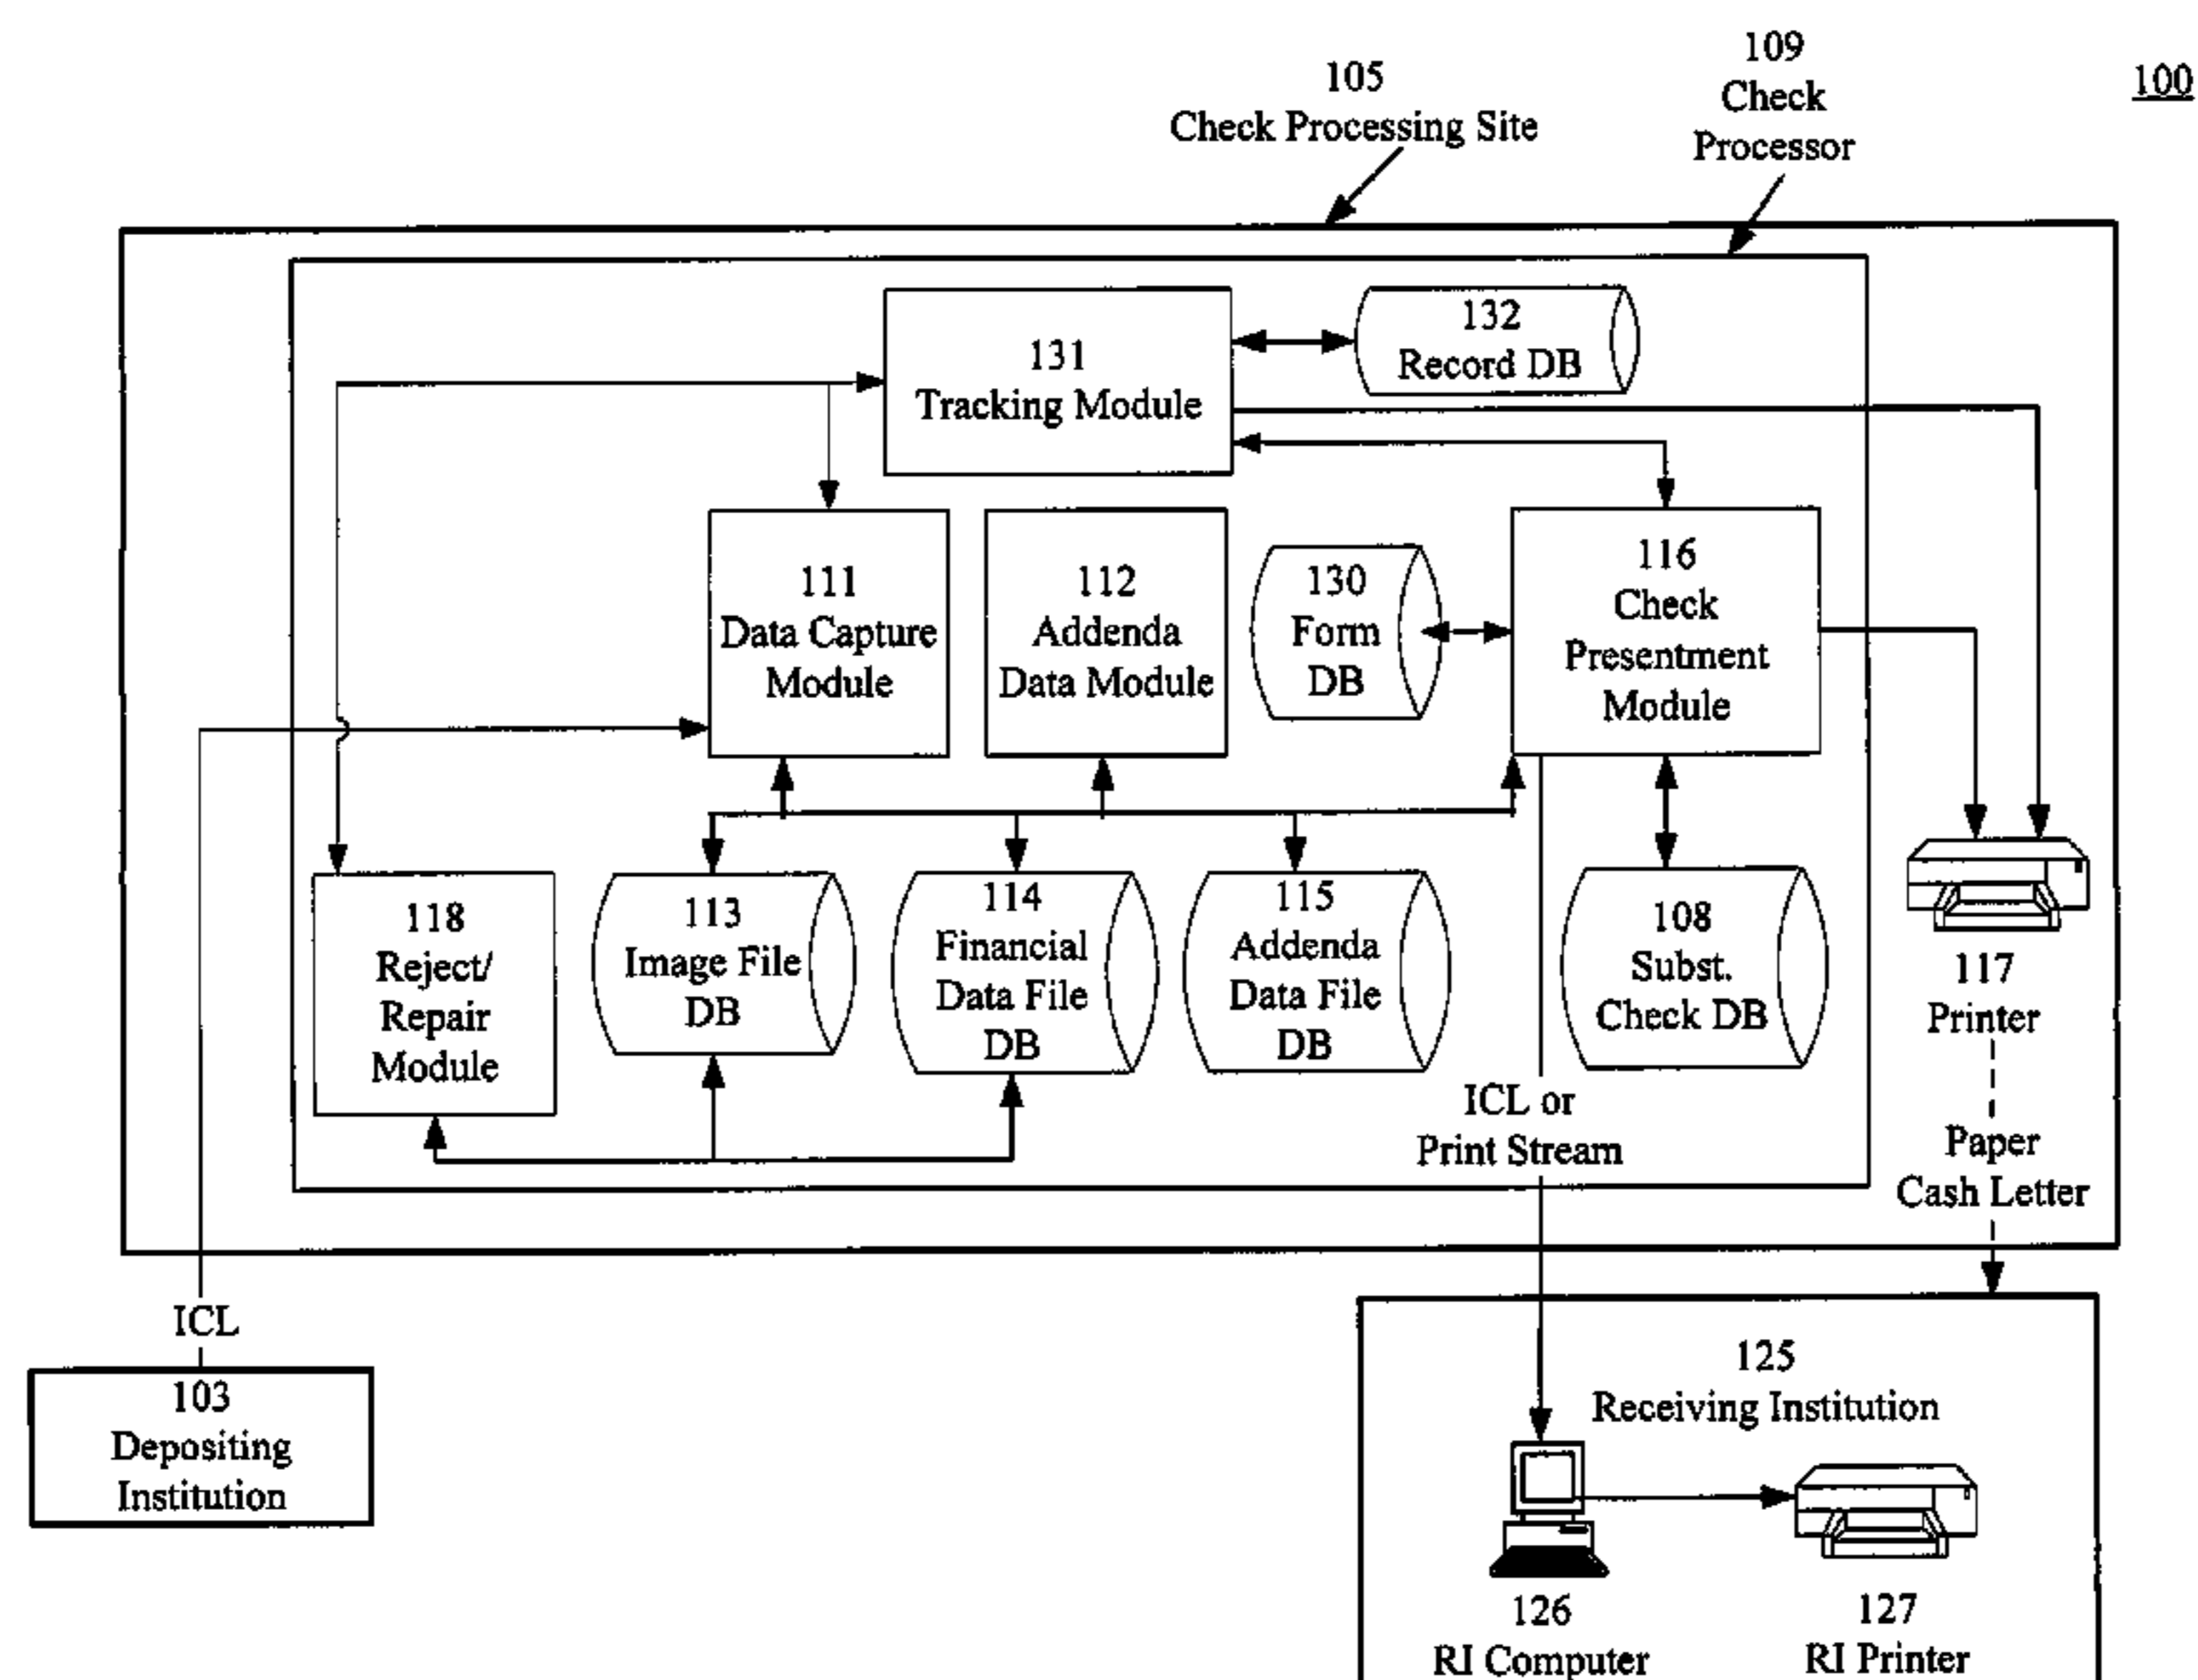 109
Check
Processor
100
105
Check Processing Site
132
Record DB
131
Tracking Module
111
Data Capture
Module
112
Addenda
Data Module
130
Form
DB
116
Check
Presentment
Module
118
Reject/
Repair
Module
113
Image File
DB
114
Financial
Data File
DB
115
Addenda
Data File
DB
108
Subst.
Check DB
117
Printer
ICL or
Print Stream
Paper
Cash Letter
ICL
103
Depositing
Institution
125
Receiving Institution
126
RI Computer
127
RI Printer